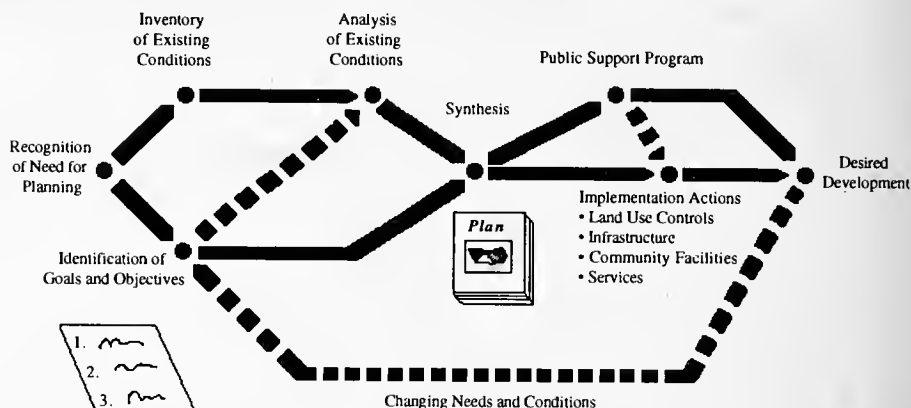 Inventory
of Existing
Conditions
Analysis
of Existing
Conditions
Public Support Program
Synthesis
Recognition
of Need for
Planning
Desired
Development
Implementation Actions
• Land Use Controls
• Infrastructure
• Community Facilities
• Services
Plan
Identification of
Goals and Objectives
1.
2.
3.
Changing Needs and Conditions